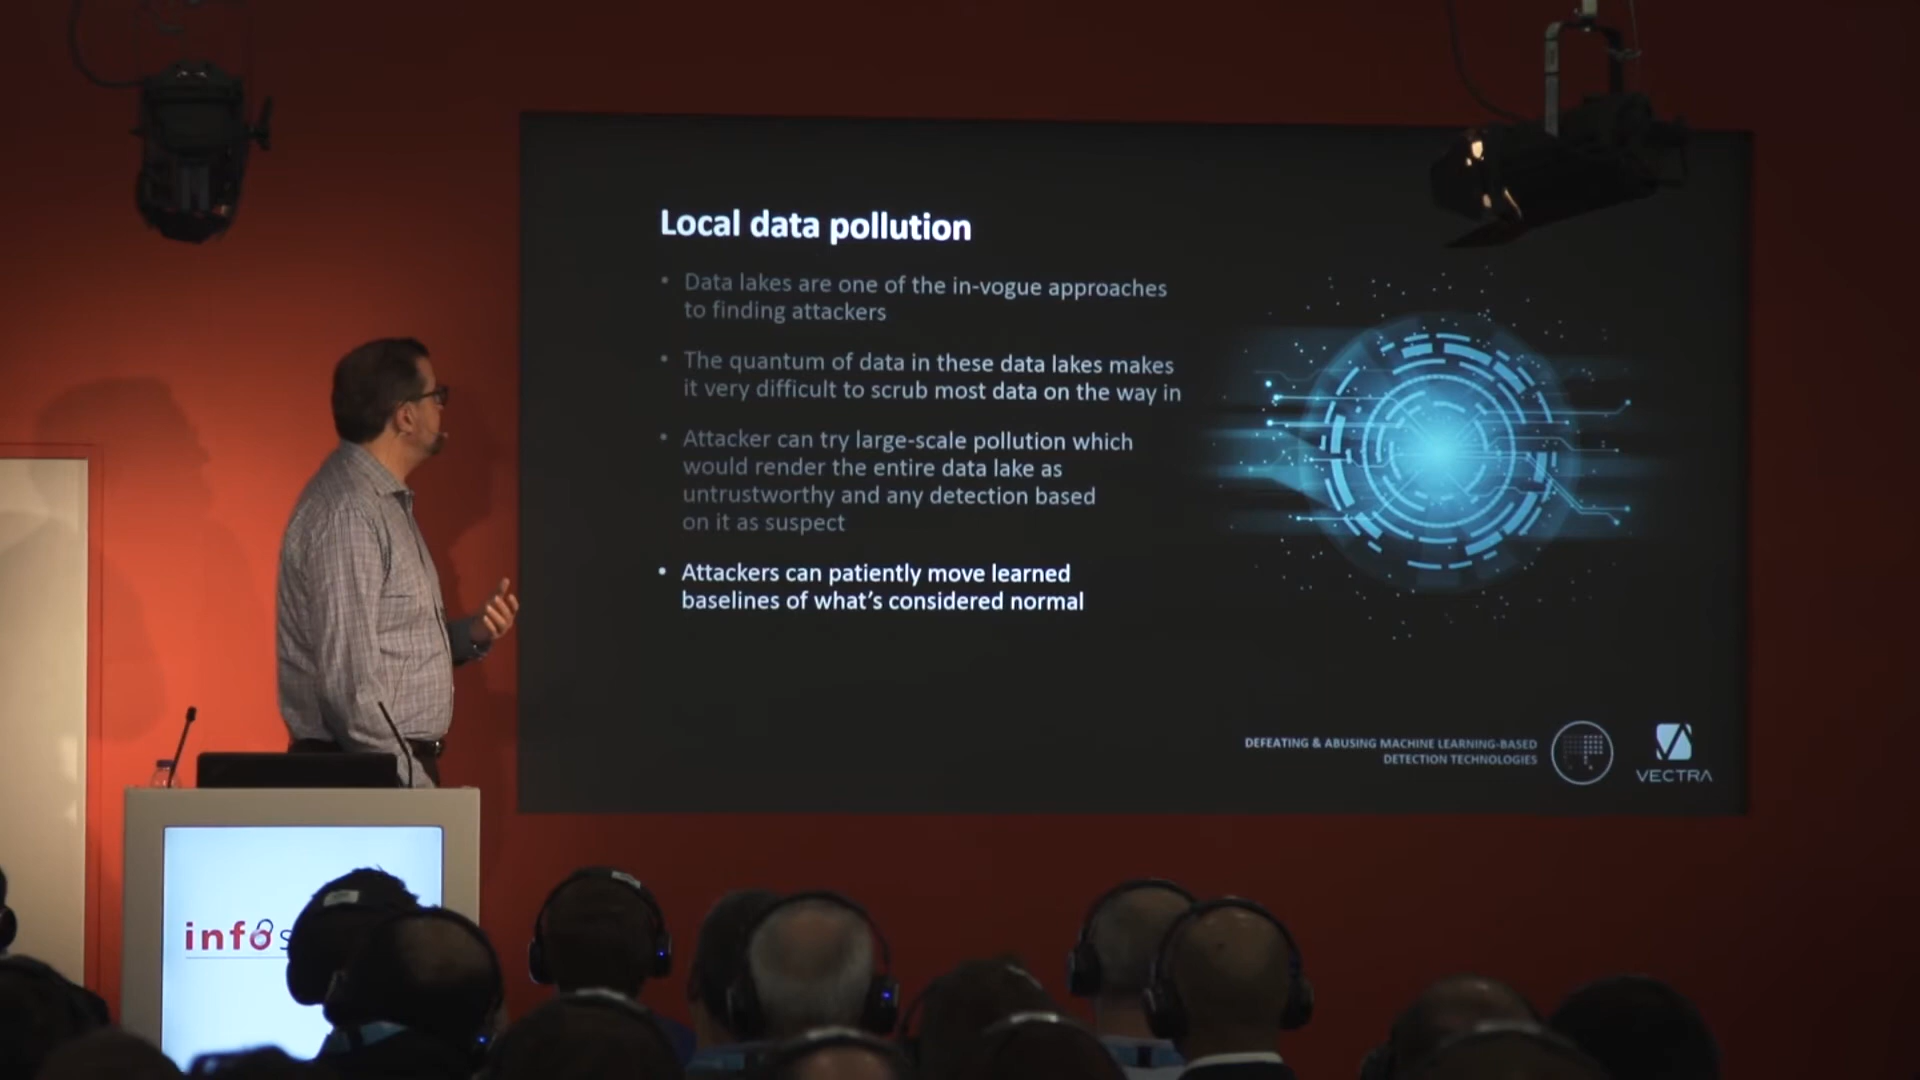 Local data pollution
• Data lakes are one of the in-vogue approaches
to finding attackers
• The quantum of data in these data lakes makes
it very difficult to scrub most data on the way in
• Attacker can try large-scale pollution which
would render the entire data lake as
untrustworthy and any detection based
on it as suspect
• Attackers can patiently move learned
baselines of what's considered normal
DEFEATING & ABUSING MACHINE LEARNING-BASED
DETECTION TECHNOLOGIES
VECTRA
infos